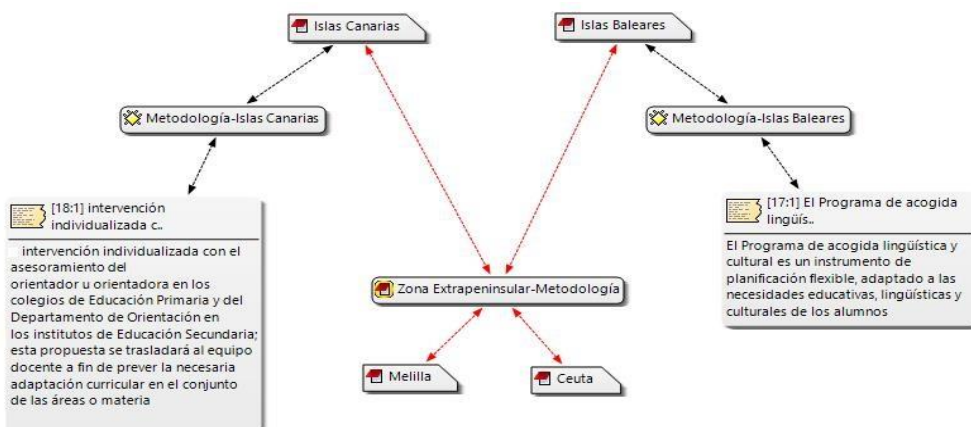 Islas Canarias
Islas Baleares
Metodología-Islas Canarias
Metodología-Islas Baleares
[18:1] intervención
individualizada c..
intervención individualizada con el
asesoramiento del
orientador u orientadora en los
colegios de Educación Primaria y del
Departamento de Orientación en
los institutos de Educación Secundaria;
esta propuesta se trasladará al equipo
docente a fin de prever la necesaria
adaptación curricular en el conjunto
de las áreas o materia
[17:1] El Programa de acogida
lingüís..
El Programa de acogida lingüística y
cultural es un instrumento de
planificación flexible, adaptado a las
necesidades educativas, lingüísticas y
culturales de los alumnos
Zona Extrapeninsular-Metodología
Melilla
Ceuta